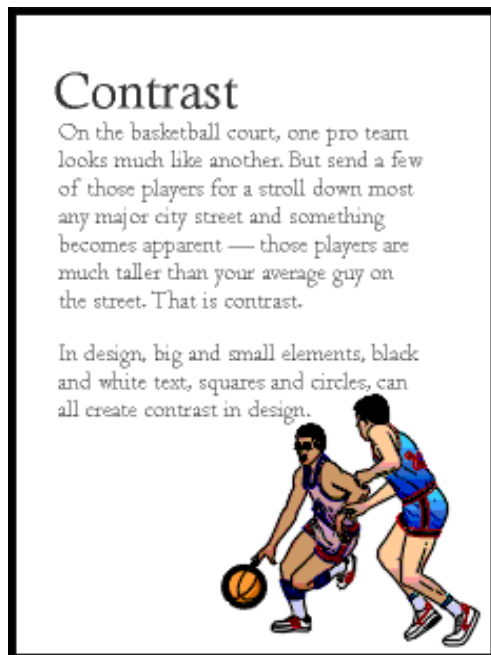 Contrast
On the basketball court, one pro team
looks much like another. But send a few
of those players for a stroll down most
any major city street and something
becomes apparent — those players are
much taller than your average guy on
the street. That is contrast.
In design, big and small elements, black
and white text, squares and circles, can
all create contrast in design.